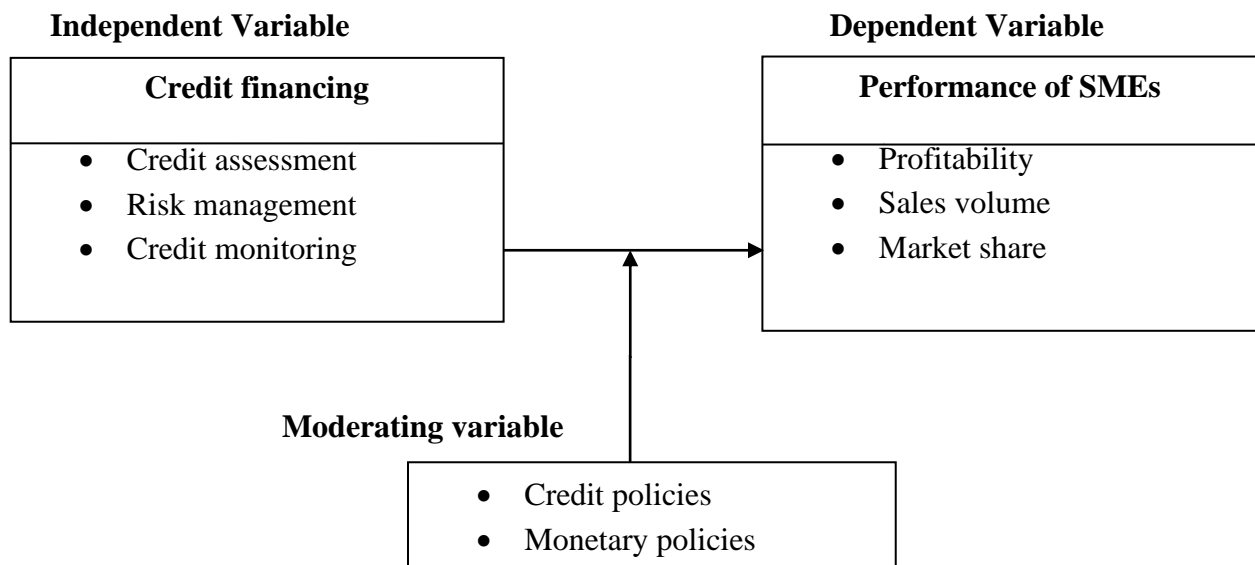 Independent Variable
Dependent Variable
Credit financing
• Credit assessment
• Risk management
• Credit monitoring
Performance of SMEs
• Profitability
• Sales volume
• Market share
Moderating variable
• Credit policies
• Monetary policies